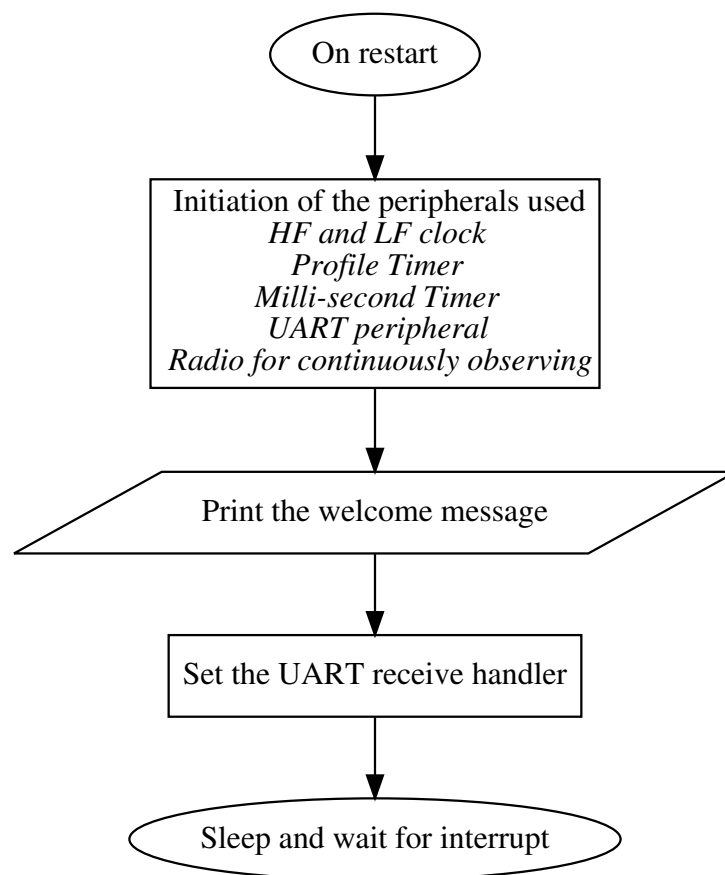 On restart
Initiation of the peripherals used
HF and LF clock
Profile Timer
Milli-second Timer
UART peripheral
Radio for continuously observing
Print the welcome message
Set the UART receive handler
Sleep and wait for interrupt